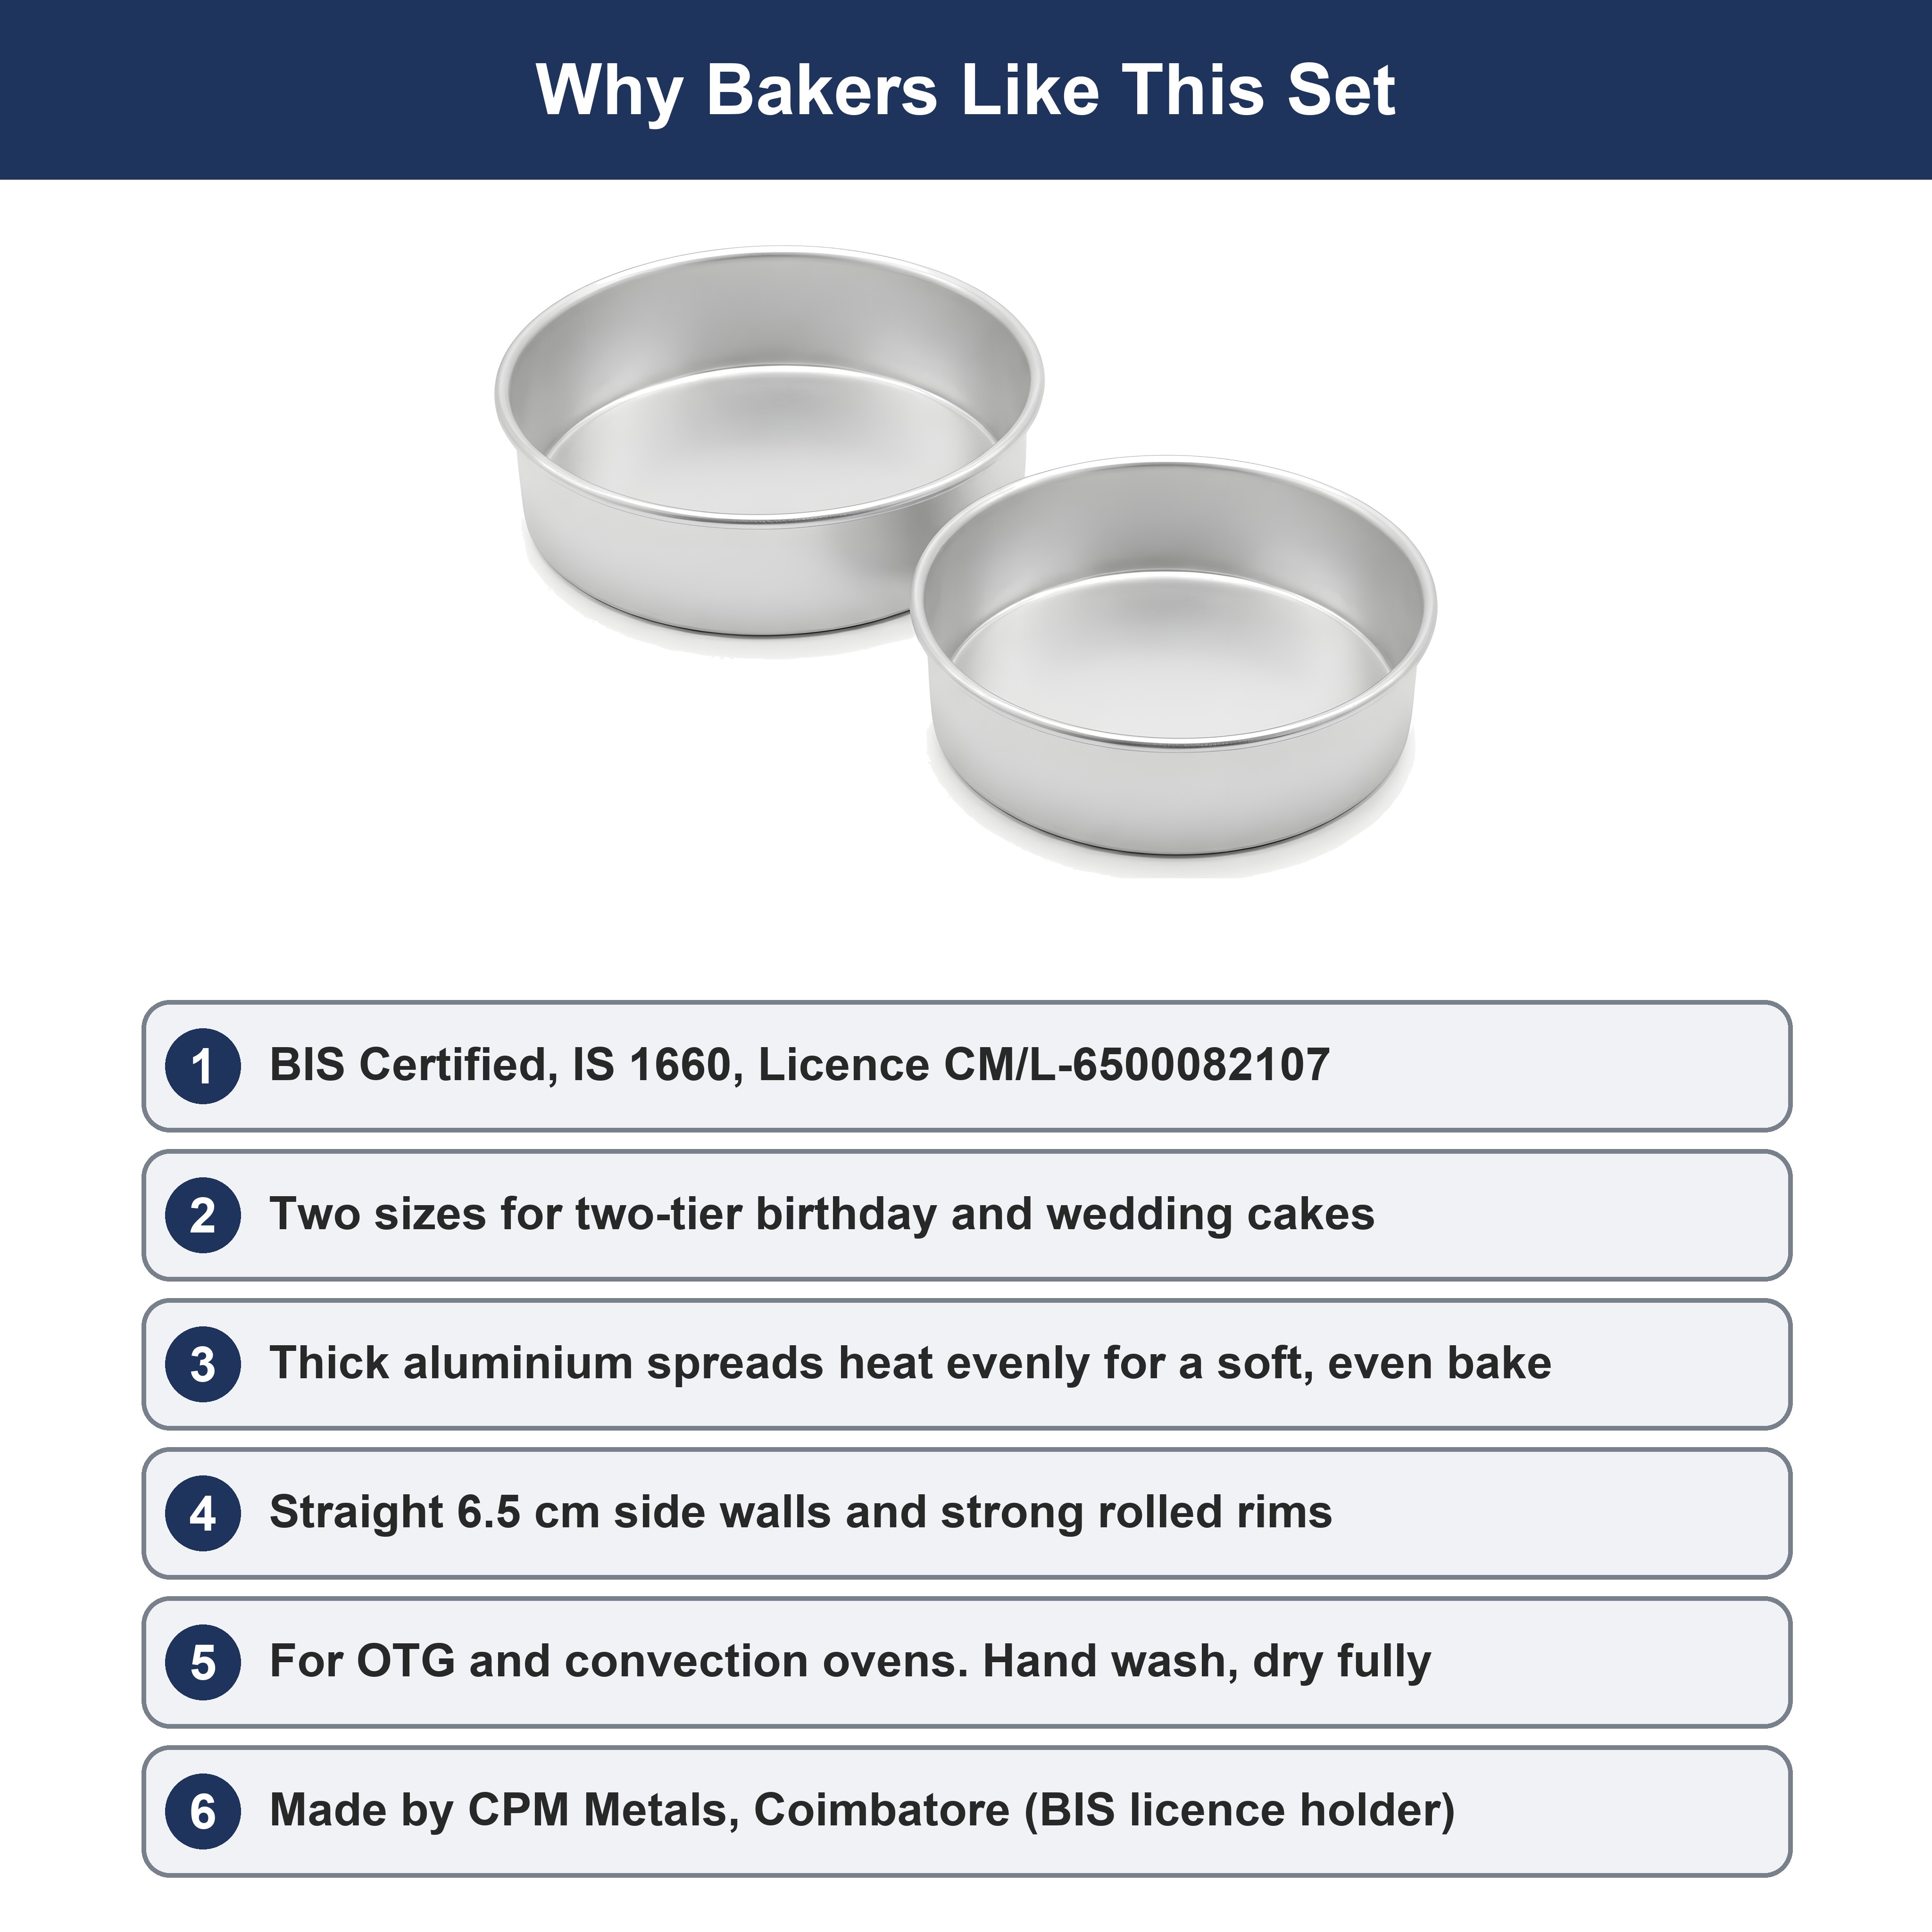 Why Bakers Like This Set
1 BIS Certified, IS 1660, Licence CM/L-6500082107
2 Two sizes for two-tier birthday and wedding cakes
3 Thick aluminium spreads heat evenly for a soft, even bake
4 Straight 6.5 cm side walls and strong rolled rims
5 For OTG and convection ovens. Hand wash, dry fully
6 Made by CPM Metals, Coimbatore (BIS licence holder)